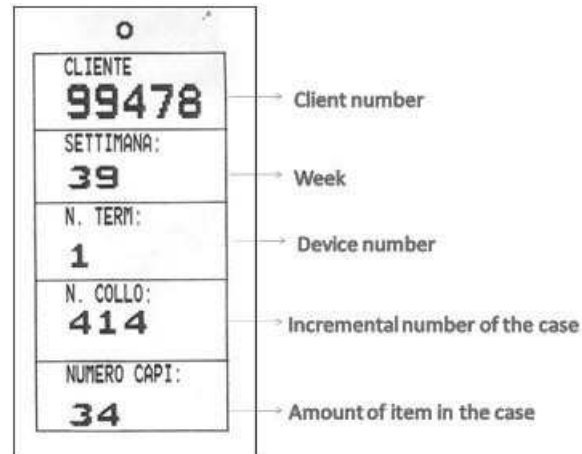 CLIENTE
99478
Client number
SETTIMANA:
39
Week
N. TERM:
1
Device number
N. COLLO:
414
Incremental number of the case
NUMERO CAPI:
34
Amount of item in the case